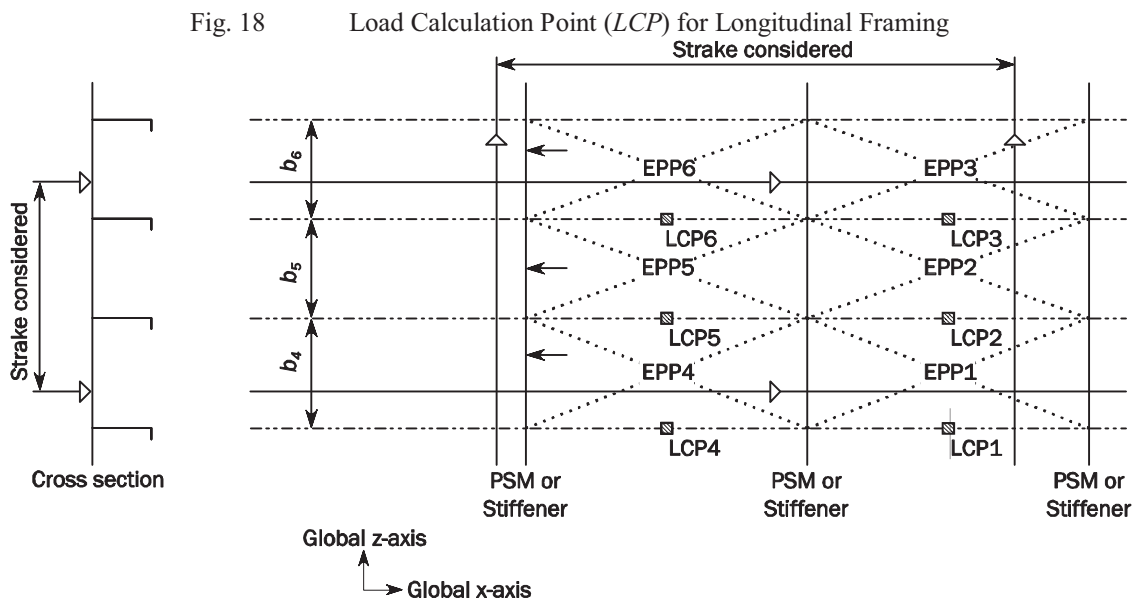 Fig. 18 Load Calculation Point (LCP) for Longitudinal Framing
Strake considered
Strake considered
b6
b5
b4
EPP6
EPP3
LCP6
LCP3
EPP5
EPP2
LCP5
LCP2
EPP4
EPP1
LCP4
LCP1
Cross section
PSM or
Stiffener
PSM or
Stiffener
PSM or
Stiffener
Global z-axis
Global x-axis